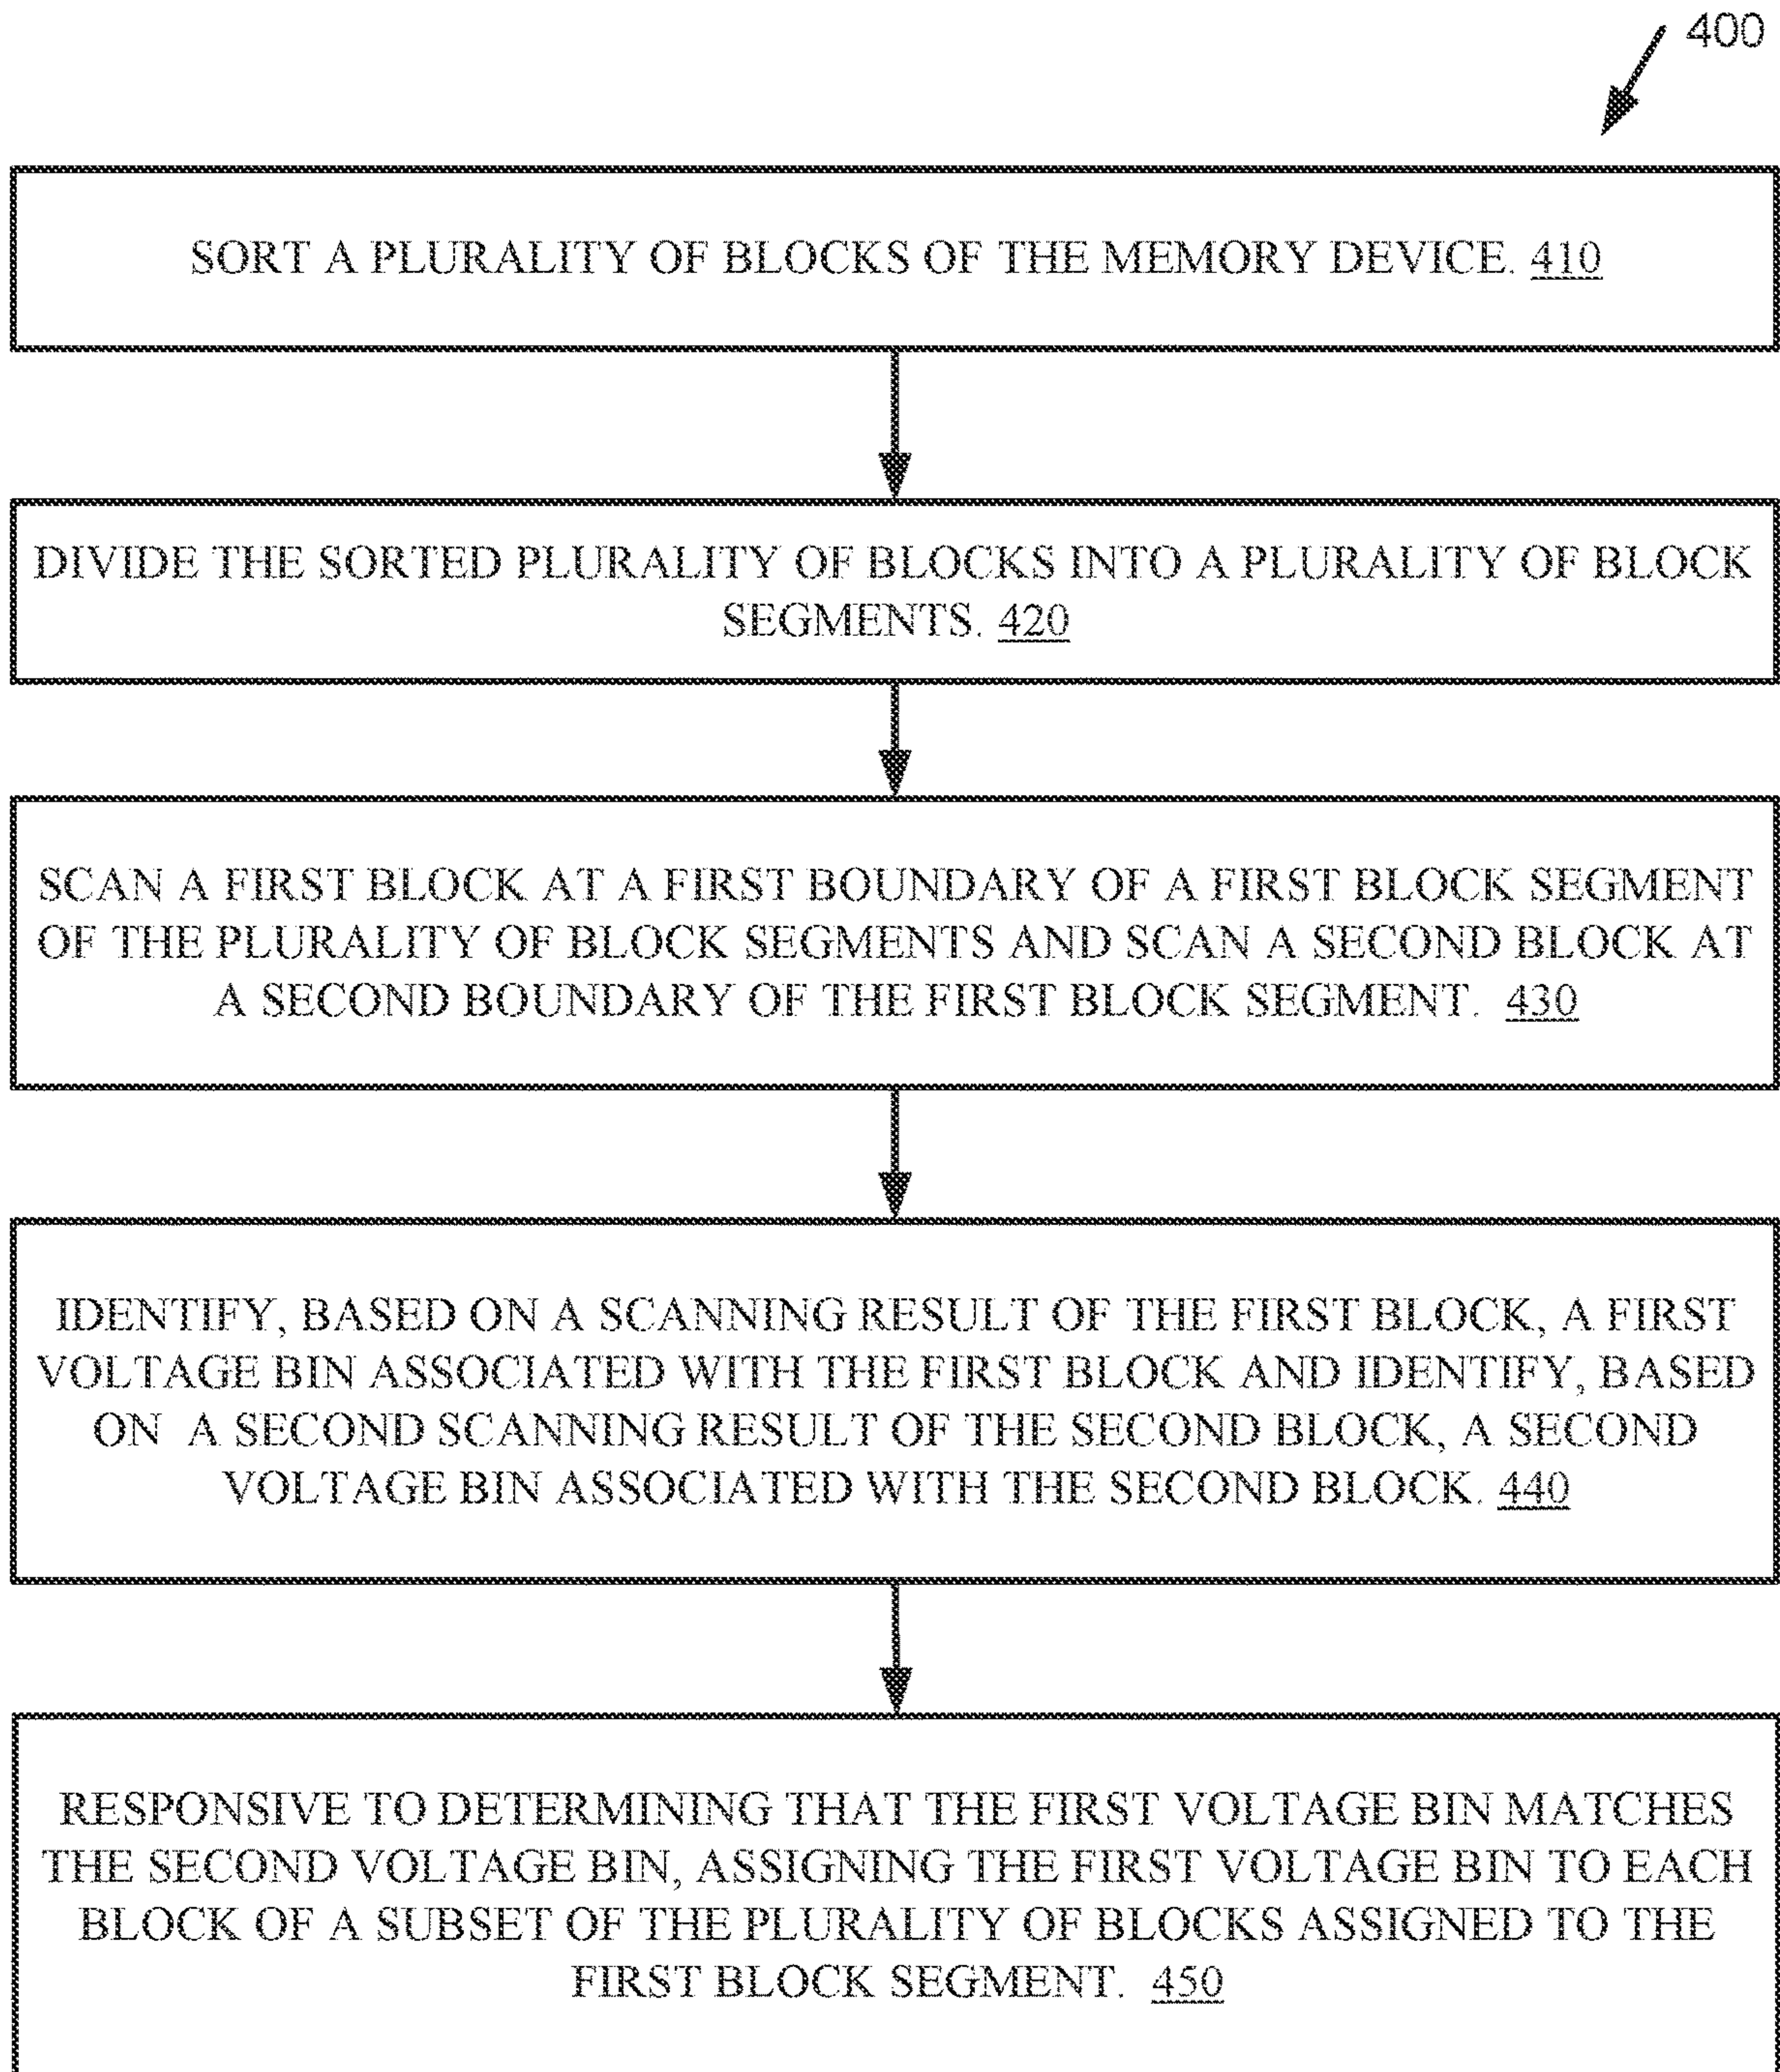 400
SORT A PLURALITY OF BLOCKS OF THE MEMORY DEVICE. 410
DIVIDE THE SORTED PLURALITY OF BLOCKS INTO A PLURALITY OF BLOCK
SEGMENTS. 420
SCAN A FIRST BLOCK AT A FIRST BOUNDARY OF A FIRST BLOCK SEGMENT
OF THE PLURALITY OF BLOCK SEGMENTS AND SCAN A SECOND BLOCK AT
A SECOND BOUNDARY OF THE FIRST BLOCK SEGMENT. 430
IDENTIFY, BASED ON A SCANNING RESULT OF THE FIRST BLOCK, A FIRST
VOLTAGE BIN ASSOCIATED WITH THE FIRST BLOCK AND IDENTIFY, BASED
ON A SECOND SCANNING RESULT OF THE SECOND BLOCK, A SECOND
VOLTAGE BIN ASSOCIATED WITH THE SECOND BLOCK. 440
RESPONSIVE TO DETERMINING THAT THE FIRST VOLTAGE BIN MATCHES
THE SECOND VOLTAGE BIN, ASSIGNING THE FIRST VOLTAGE BIN TO EACH
BLOCK OF A SUBSET OF THE PLURALITY OF BLOCKS ASSIGNED TO THE
FIRST BLOCK SEGMENT. 450